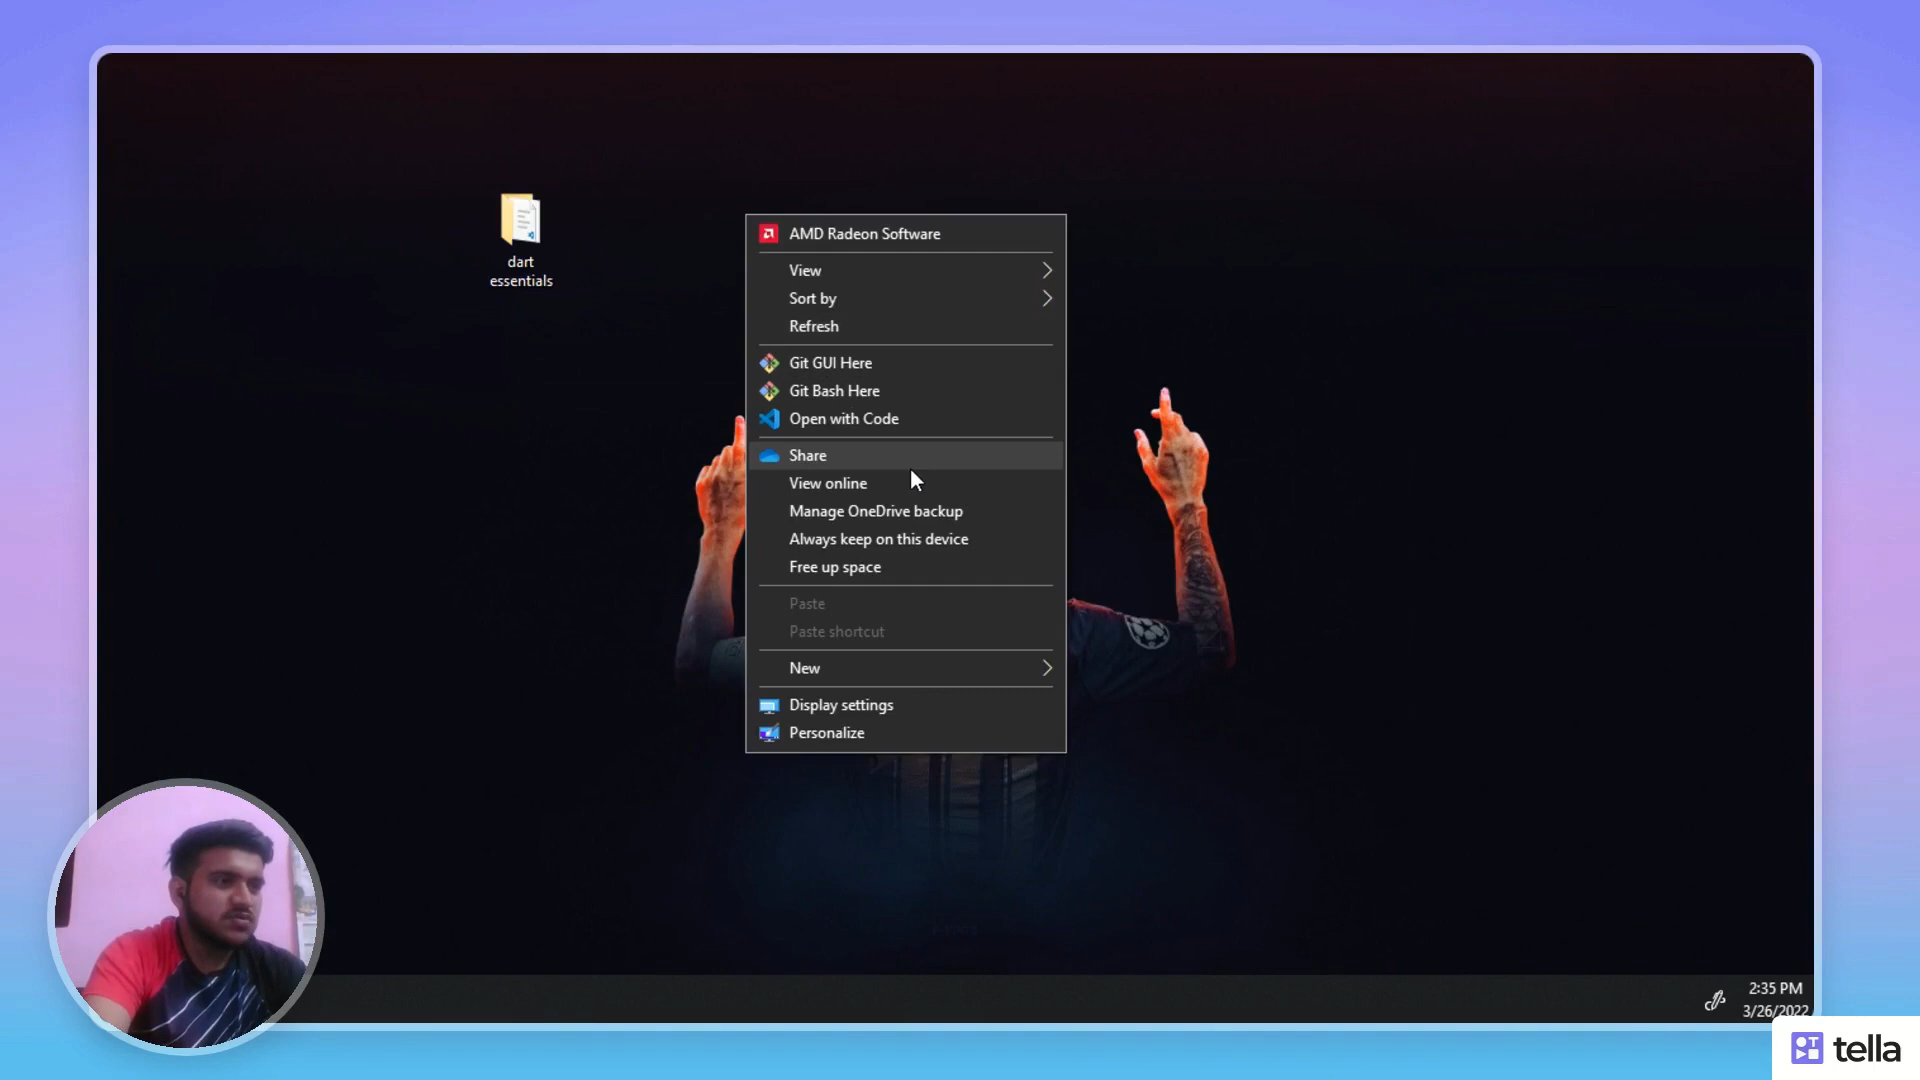 dart
essentials
AMD Radeon Software
View
Sort by
Refresh
Git GUI Here
Git Bash Here
Open with Code
Share
View online
Manage OneDrive backup
Always keep on this device
Free up space
Paste
Paste shortcut
New
Display settings
Personalize
2:35 PM
3/26/2022
tella